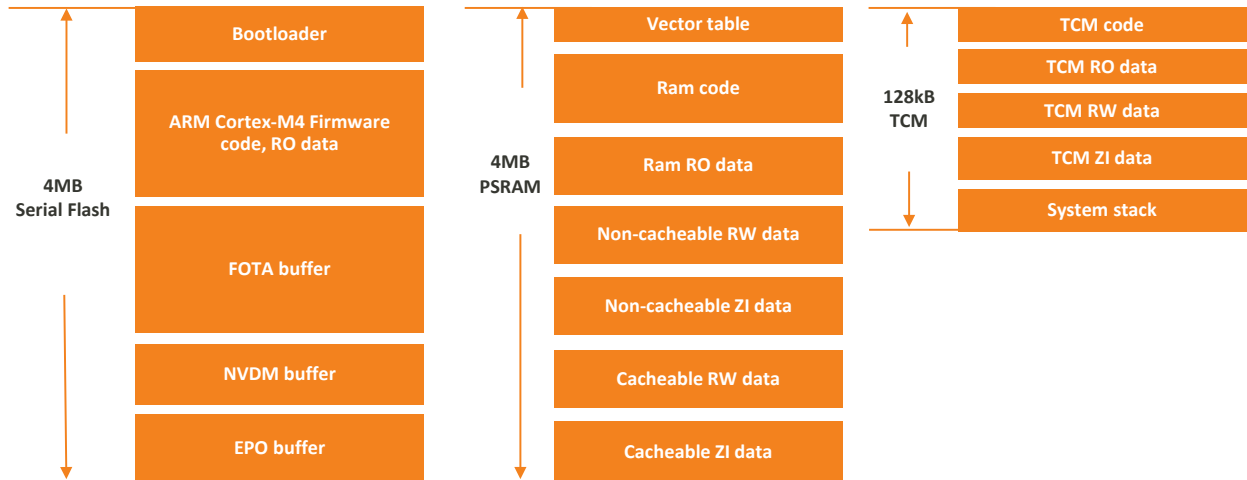 4MB
Serial Flash
Bootloader
ARM Cortex-M4 Firmware
code, RO data
FOTA buffer
NVDM buffer
EPO buffer
4MB
PSRAM
Vector table
Ram code
Ram RO data
Non-cacheable RW data
Non-cacheable ZI data
Cacheable RW data
Cacheable ZI data
128kB
TCM
TCM code
TCM RO data
TCM RW data
TCM ZI data
System stack